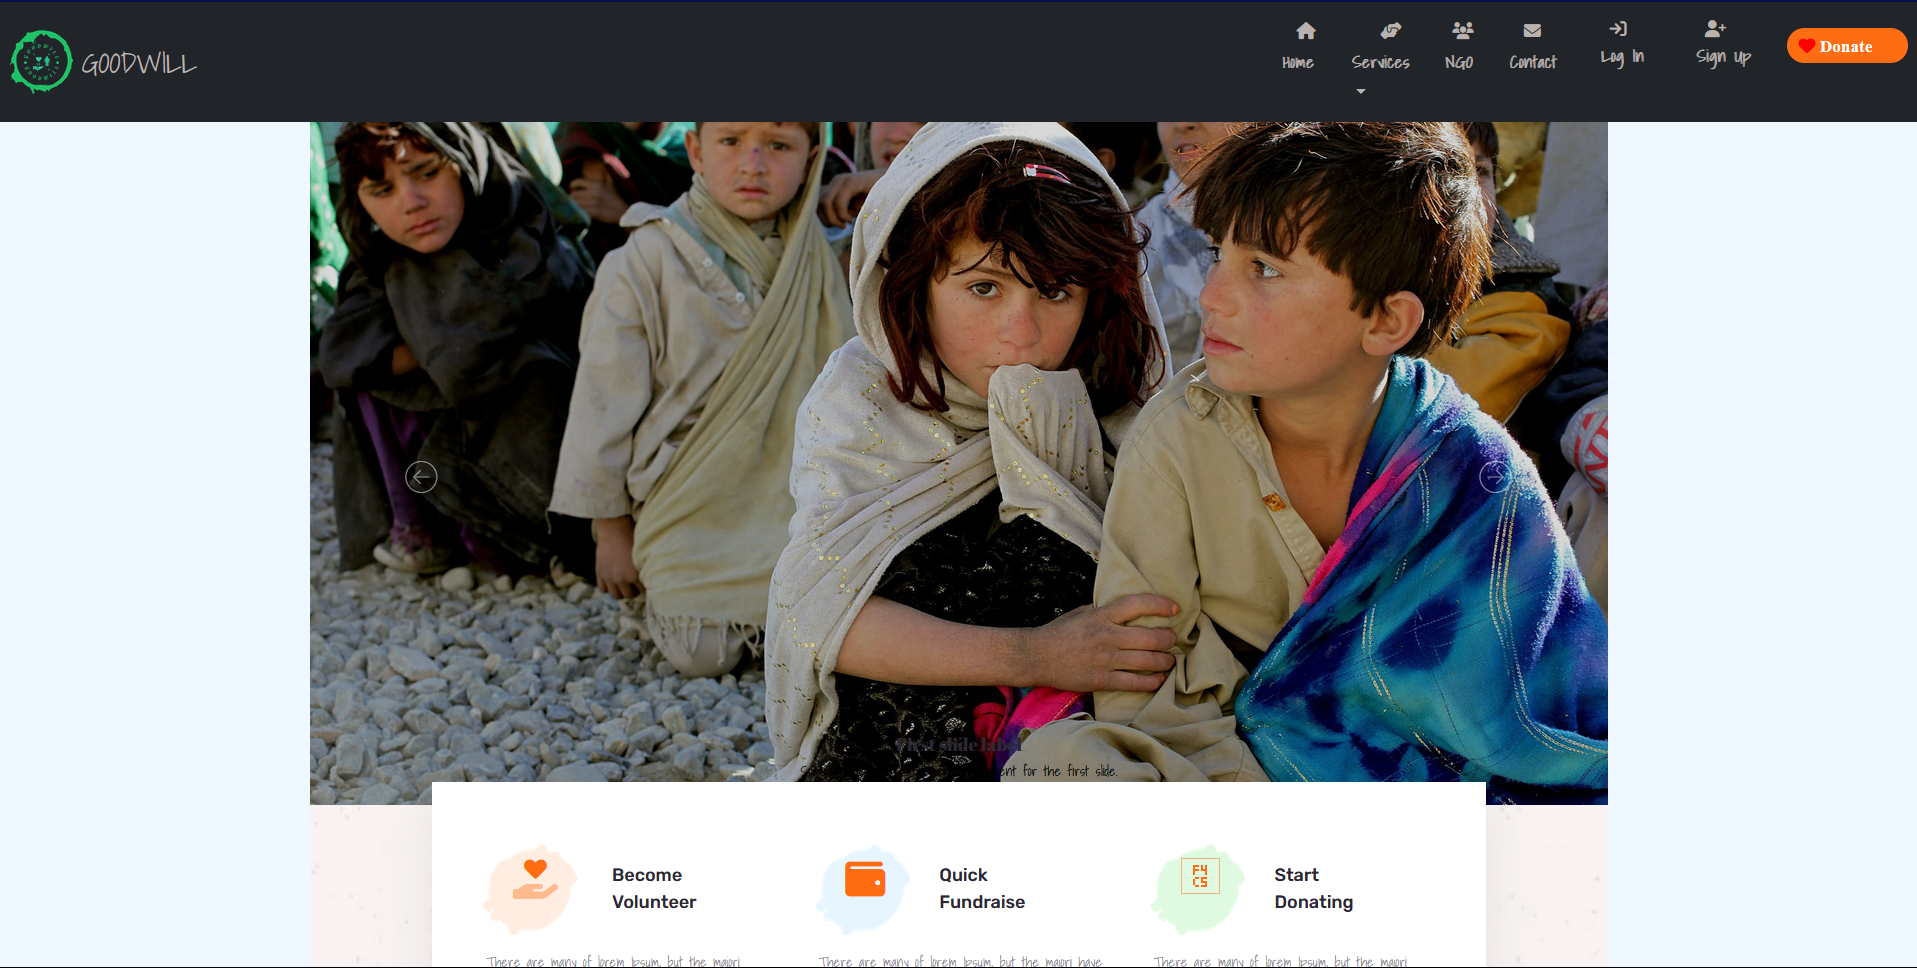 GOODWILL
Home
Services
NGO
Contact
Log In
Sign Up
Donate
First slide label
for the first slide.
Become
Volunteer
Quick
Fundraise
Start
Donating
There are many of lorem Ipsum, but the majori
There are many of lorem Ipsum, but the majori have
There are many of lorem Ipsum, but the majori